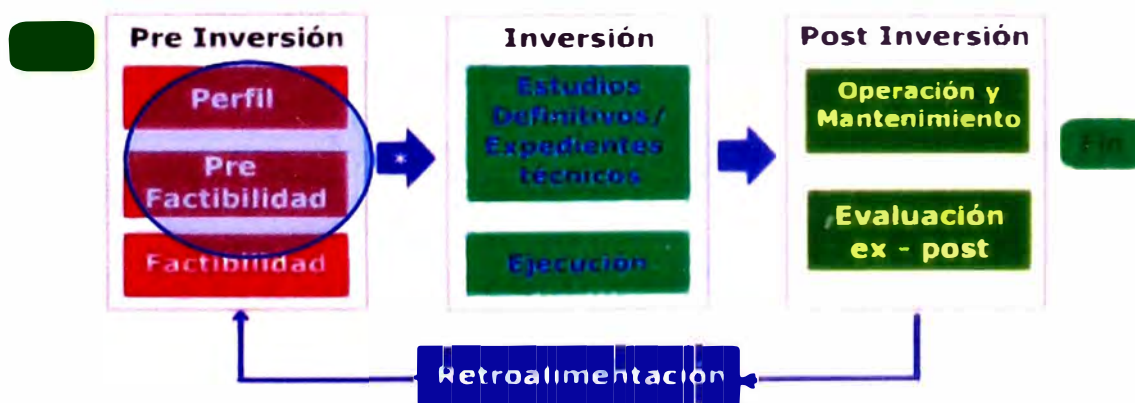 Pre Inversión
Perfil
Pre
Factibilidad
Factibilidad
*
Inversión
Estudios
Definitivos/
Expedientes
técnicos
Ejecución
Post Inversión
Operación y
Mantenimiento
Evaluación
ex - post
Fin
Retroalimentación